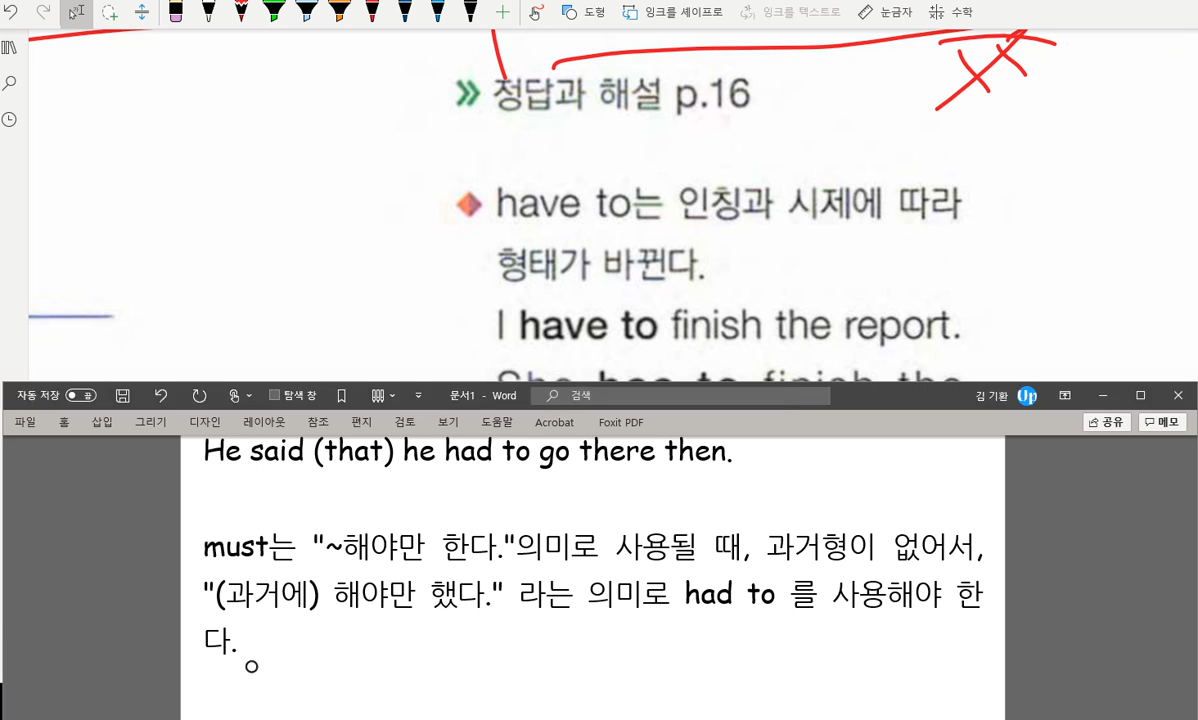 도형 잉크를 셰이프로 잉크를 텍스트로 눈금자 수학
정답과 해설 p.16
have to는 인칭과 시제에 따라
형태가 바뀐다.
I have to finish the report.
She has to finish the
자동 저장 끔 탐색 창 문서1 - Word 검색 김 기환
파일 홈 삽입 그리기 디자인 레이아웃 참조 편지 검토 보기 도움말 Acrobat Foxit PDF 공유 메모
He said (that) he had to go there then.
must는 "~해야만 한다."의미로 사용될 때, 과거형이 없어서,
"(과거에) 해야만 했다." 라는 의미로 had to 를 사용해야 한
다.